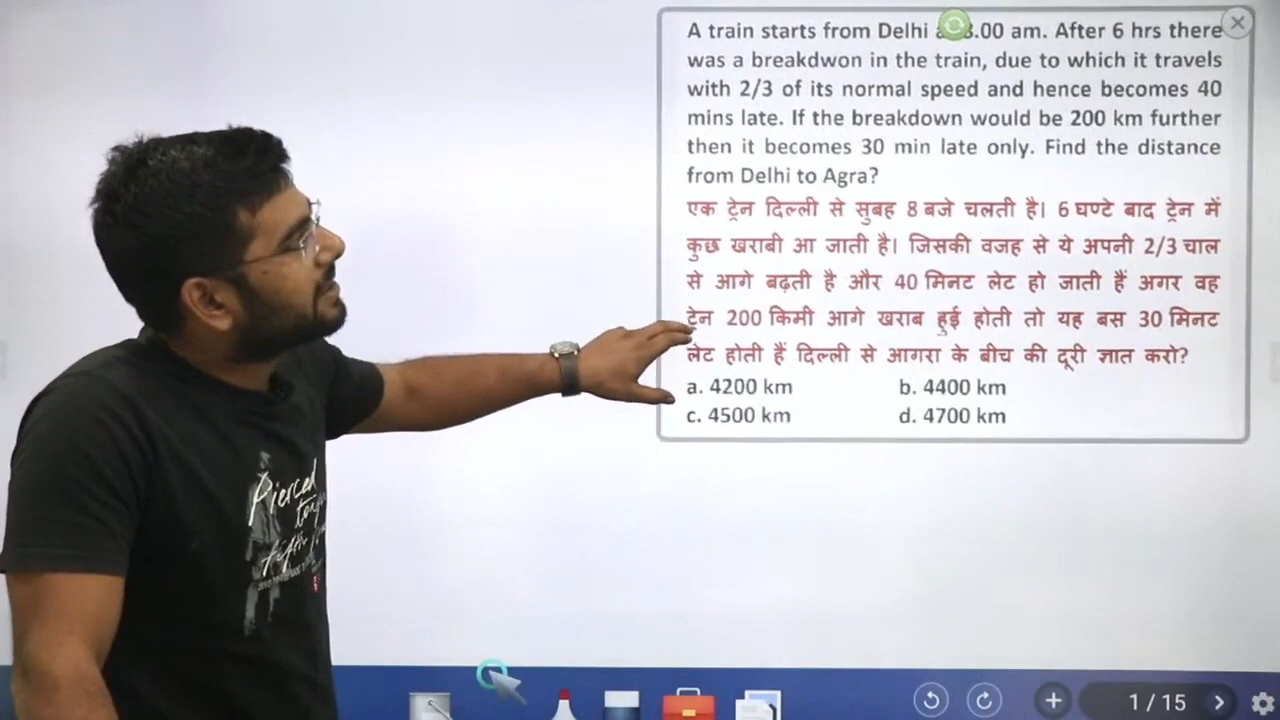 A train starts from Delhi .00 am. After 6 hrs there
was a breakdwon in the train, due to which it travels
with 2/3 of its normal speed and hence becomes 40
mins late. If the breakdown would be 200 km further
then it becomes 30 min late only. Find the distance
from Delhi to Agra?
एक ट्रेन दिल्ली से सुबह 8 बजे चलती है। 6 घण्टे बाद ट्रेन में
कुछ खराबी आ जाती है। जिसकी वजह से ये अपनी 2/3 चाल
से आगे बढ़ती है और 40 मिनट लेट हो जाती हैं अगर वह
ट्रेन 200 किमी आगे खराब हुई होती तो यह बस 30 मिनट
लेट होती हैं दिल्ली से आगरा के बीच की दूरी ज्ञात करो?
a. 4200 km b. 4400 km
c. 4500 km d. 4700 km
Pierced
1 / 15